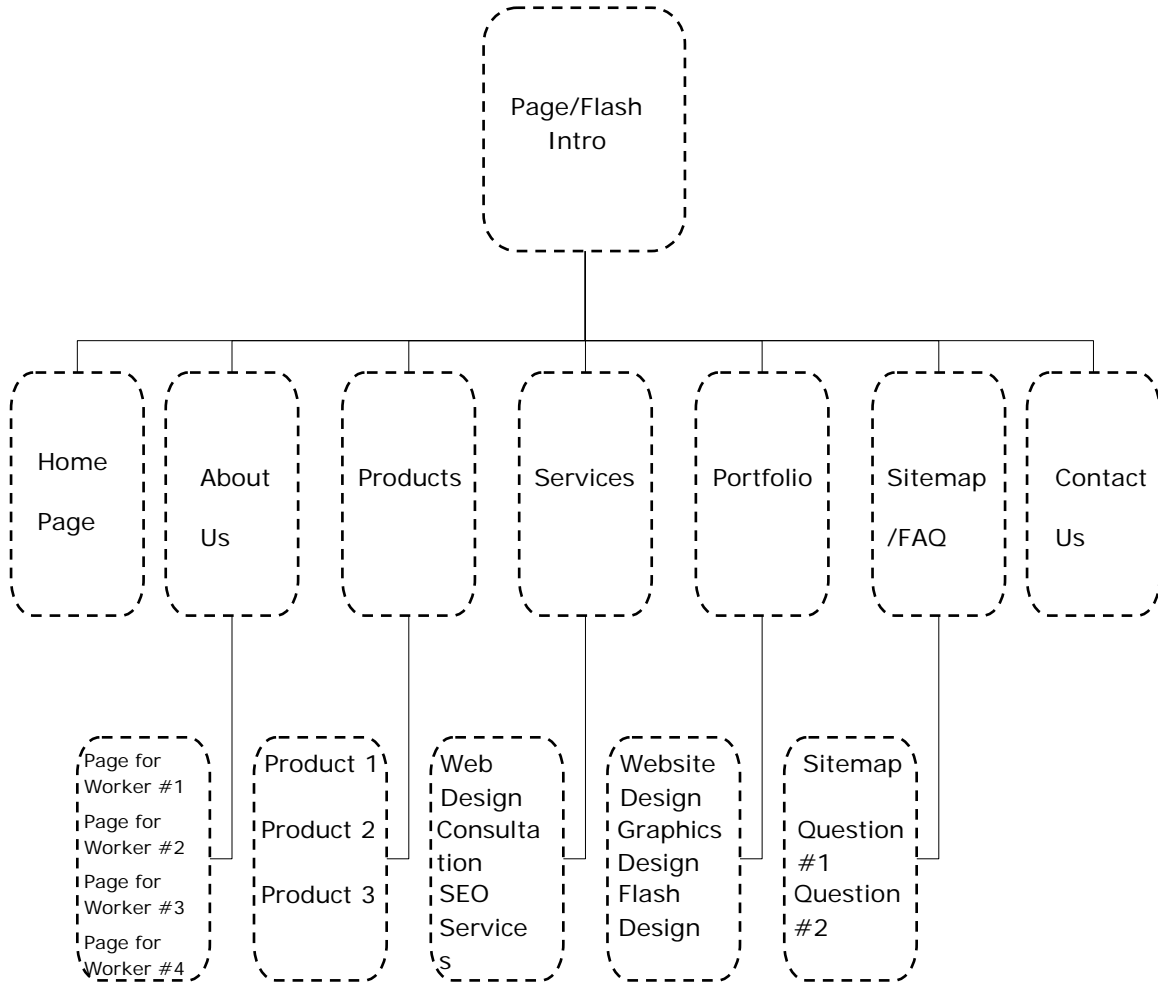 Page/Flash
Intro
Home
Page
About
Us
Products
Services
Portfolio
Sitemap
/FAQ
Contact
Us
Page for
Worker #1
Page for
Worker #2
Page for
Worker #3
Page for
Worker #4
Product 1
Product 2
Product 3
Web
Design
Consulta
tion
SEO
Service
s
Website
Design
Graphics
Design
Flash
Design
Sitemap
Question
#1
Question
#2